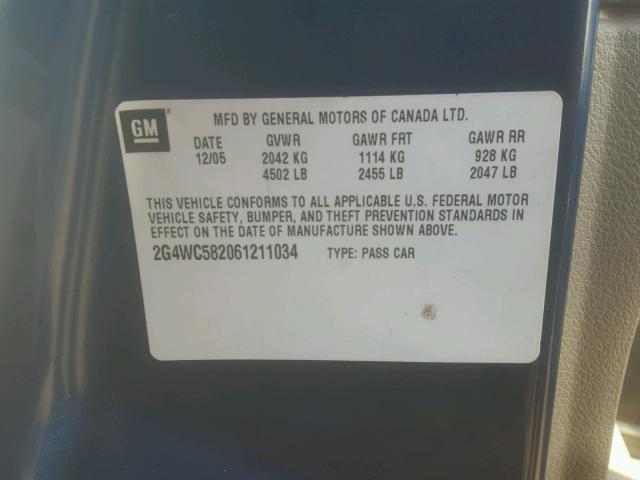 GM
MFD BY GENERAL MOTORS OF CANADA LTD.
DATE GVWR GAWR FRT GAWR RR
12/05 2042 KG 1114 KG 928 KG
4502 LB 2455 LB 2047 LB
THIS VEHICLE CONFORMS TO ALL APPLICABLE U.S. FEDERAL MOTOR
VEHICLE SAFETY, BUMPER, AND THEFT PREVENTION STANDARDS IN
EFFECT ON THE DATE OF MANUFACTURE SHOWN ABOVE.
2G4WC582061211034 TYPE: PASS CAR